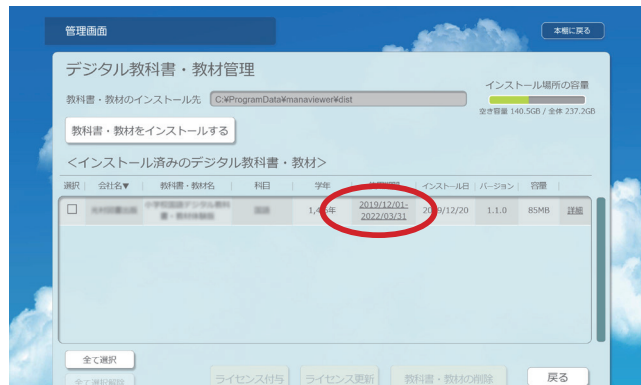 管理画面
本棚に戻る
デジタル教科書・教材管理
インストール場所の容量
教科書・教材のインストール先 C:¥ProgramData¥manaviewer¥dist
空き容量 140.5GB / 全体 237.2GB
教科書・教材をインストールする
<インストール済みのデジタル教科書・教材>
選択 会社名▼ 教科書・教材名 科目 学年 インストール日 バージョン 容量
2019/12/01-
2022/03/31
1.1.0 85MB 詳細
全て選択
全て選択解除
ライセンス付与 ライセンス更新 教科書・教材の削除 戻る